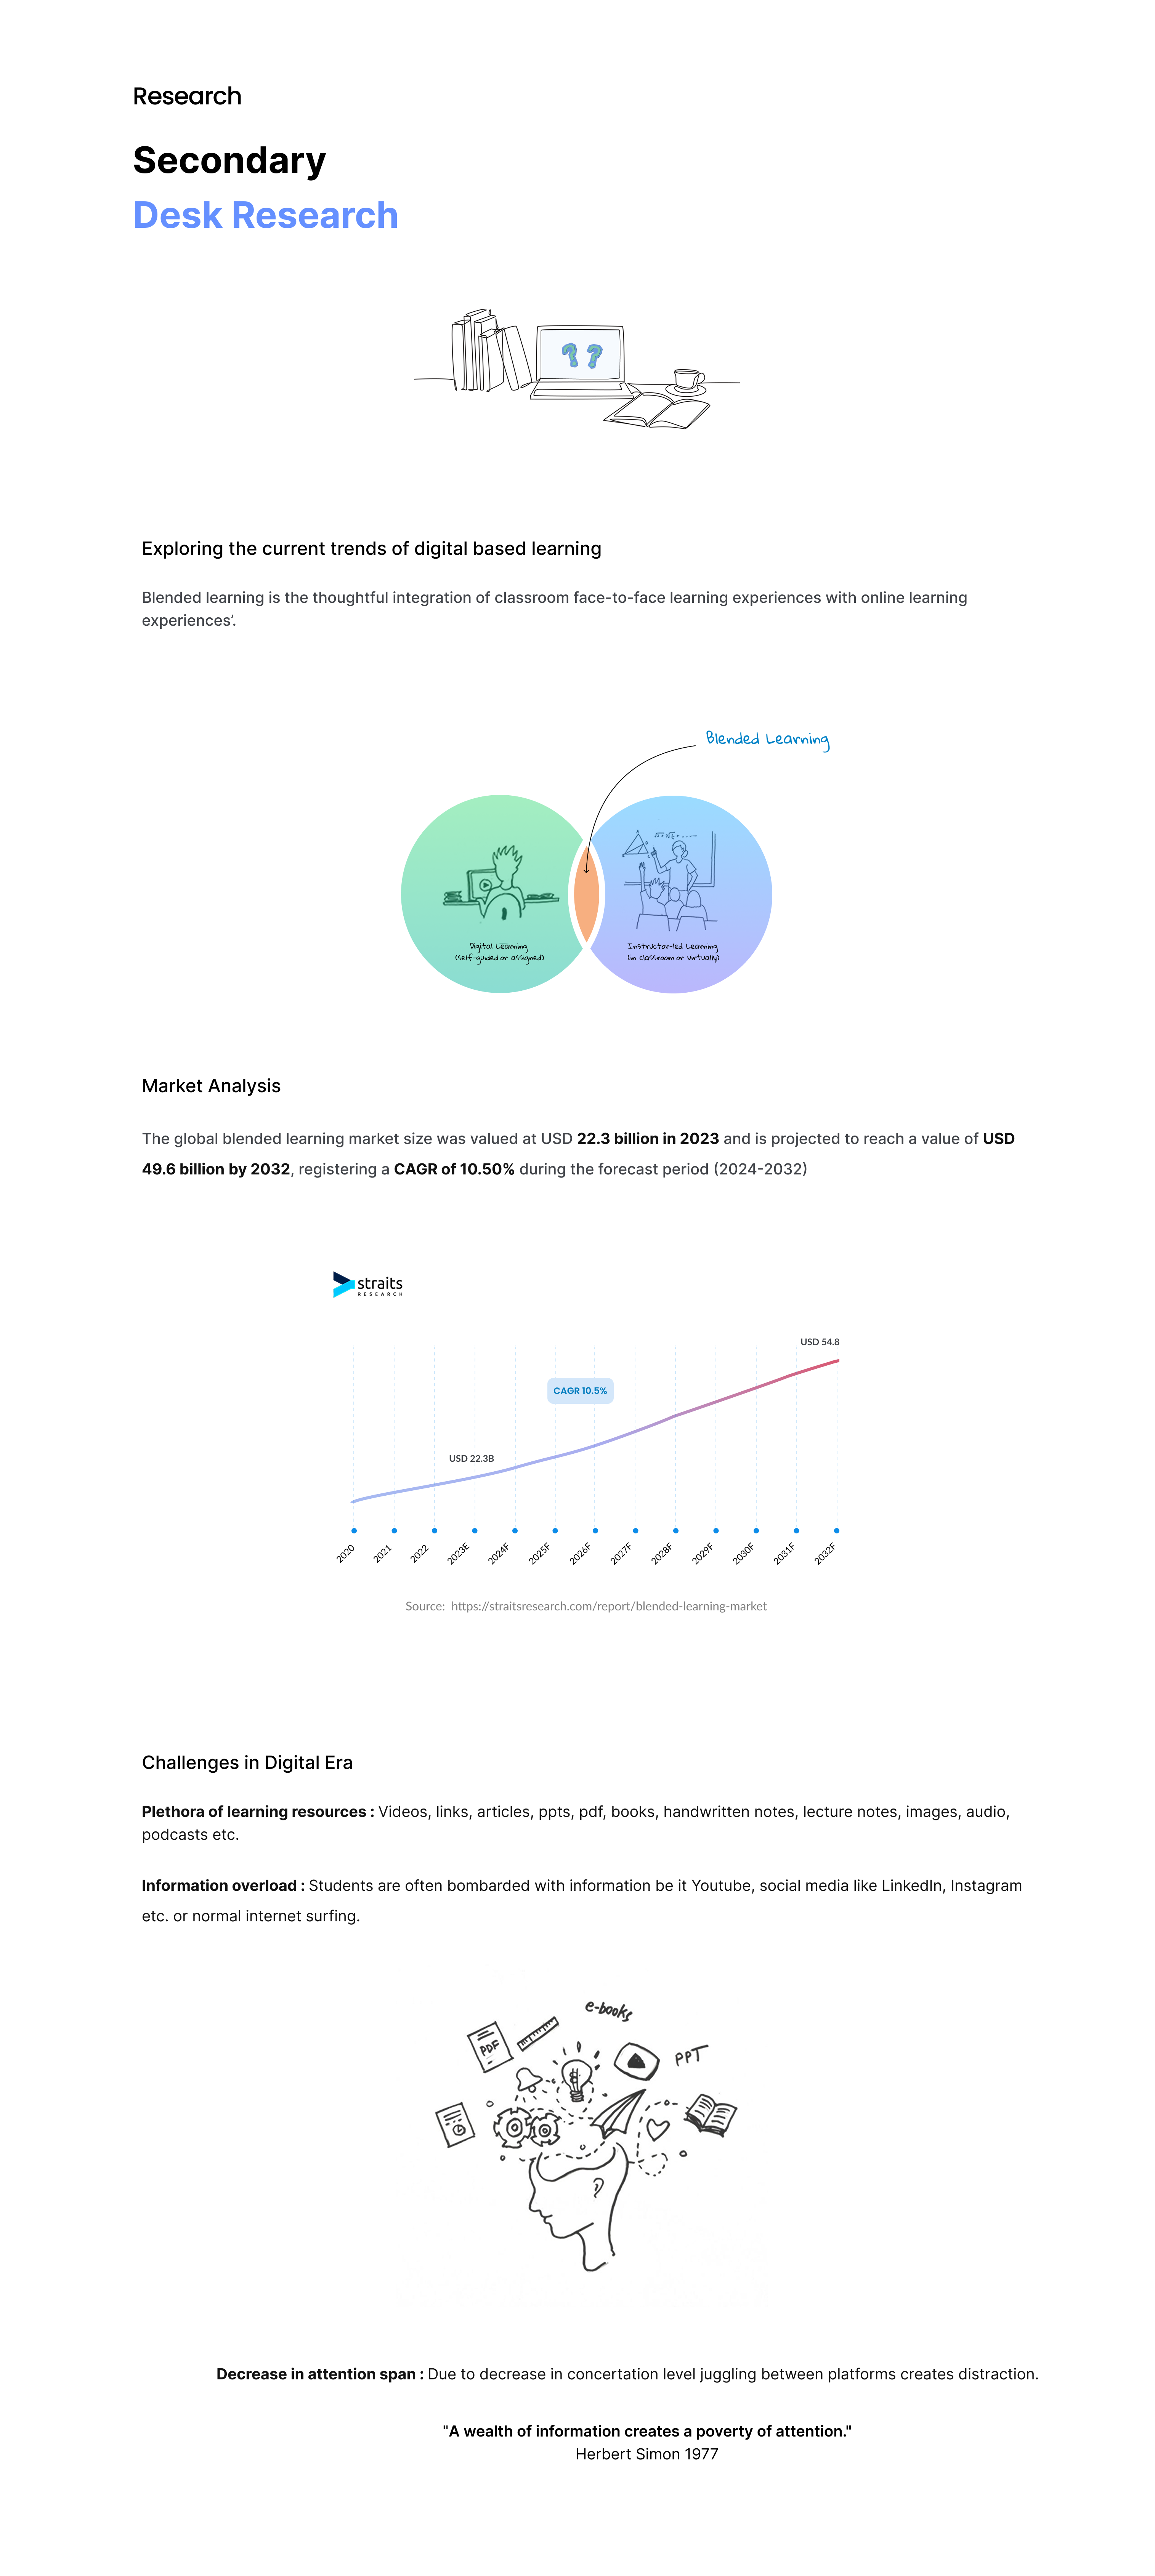 Research
Secondary
Desk Research
? ?
Exploring the current trends of digital based learning
Blended learning is the thoughtful integration of classroom face-to-face learning experiences with online learning
experiences’.
Blended Learning
Digital Learning
(self-guided or assigned)
Instructor-led Learning
(in classroom or virtually)
Market Analysis
The global blended learning market size was valued at USD 22.3 billion in 2023 and is projected to reach a value of USD
49.6 billion by 2032, registering a CAGR of 10.50% during the forecast period (2024-2032)
straits
RESEARCH
USD 54.8
CAGR 10.5%
USD 22.3B
2020 2021 2022 2023E 2024F 2025F 2026F 2027F 2028F 2029F 2030F 2031F 2032F
Source: https://straitsresearch.com/report/blended-learning-market
Challenges in Digital Era
Plethora of learning resources : Videos, links, articles, ppts, pdf, books, handwritten notes, lecture notes, images, audio,
podcasts etc.
Information overload : Students are often bombarded with information be it Youtube, social media like LinkedIn, Instagram
etc. or normal internet surfing.
e-books
PDF
PPT
Decrease in attention span : Due to decrease in concertation level juggling between platforms creates distraction.
"A wealth of information creates a poverty of attention."
Herbert Simon 1977